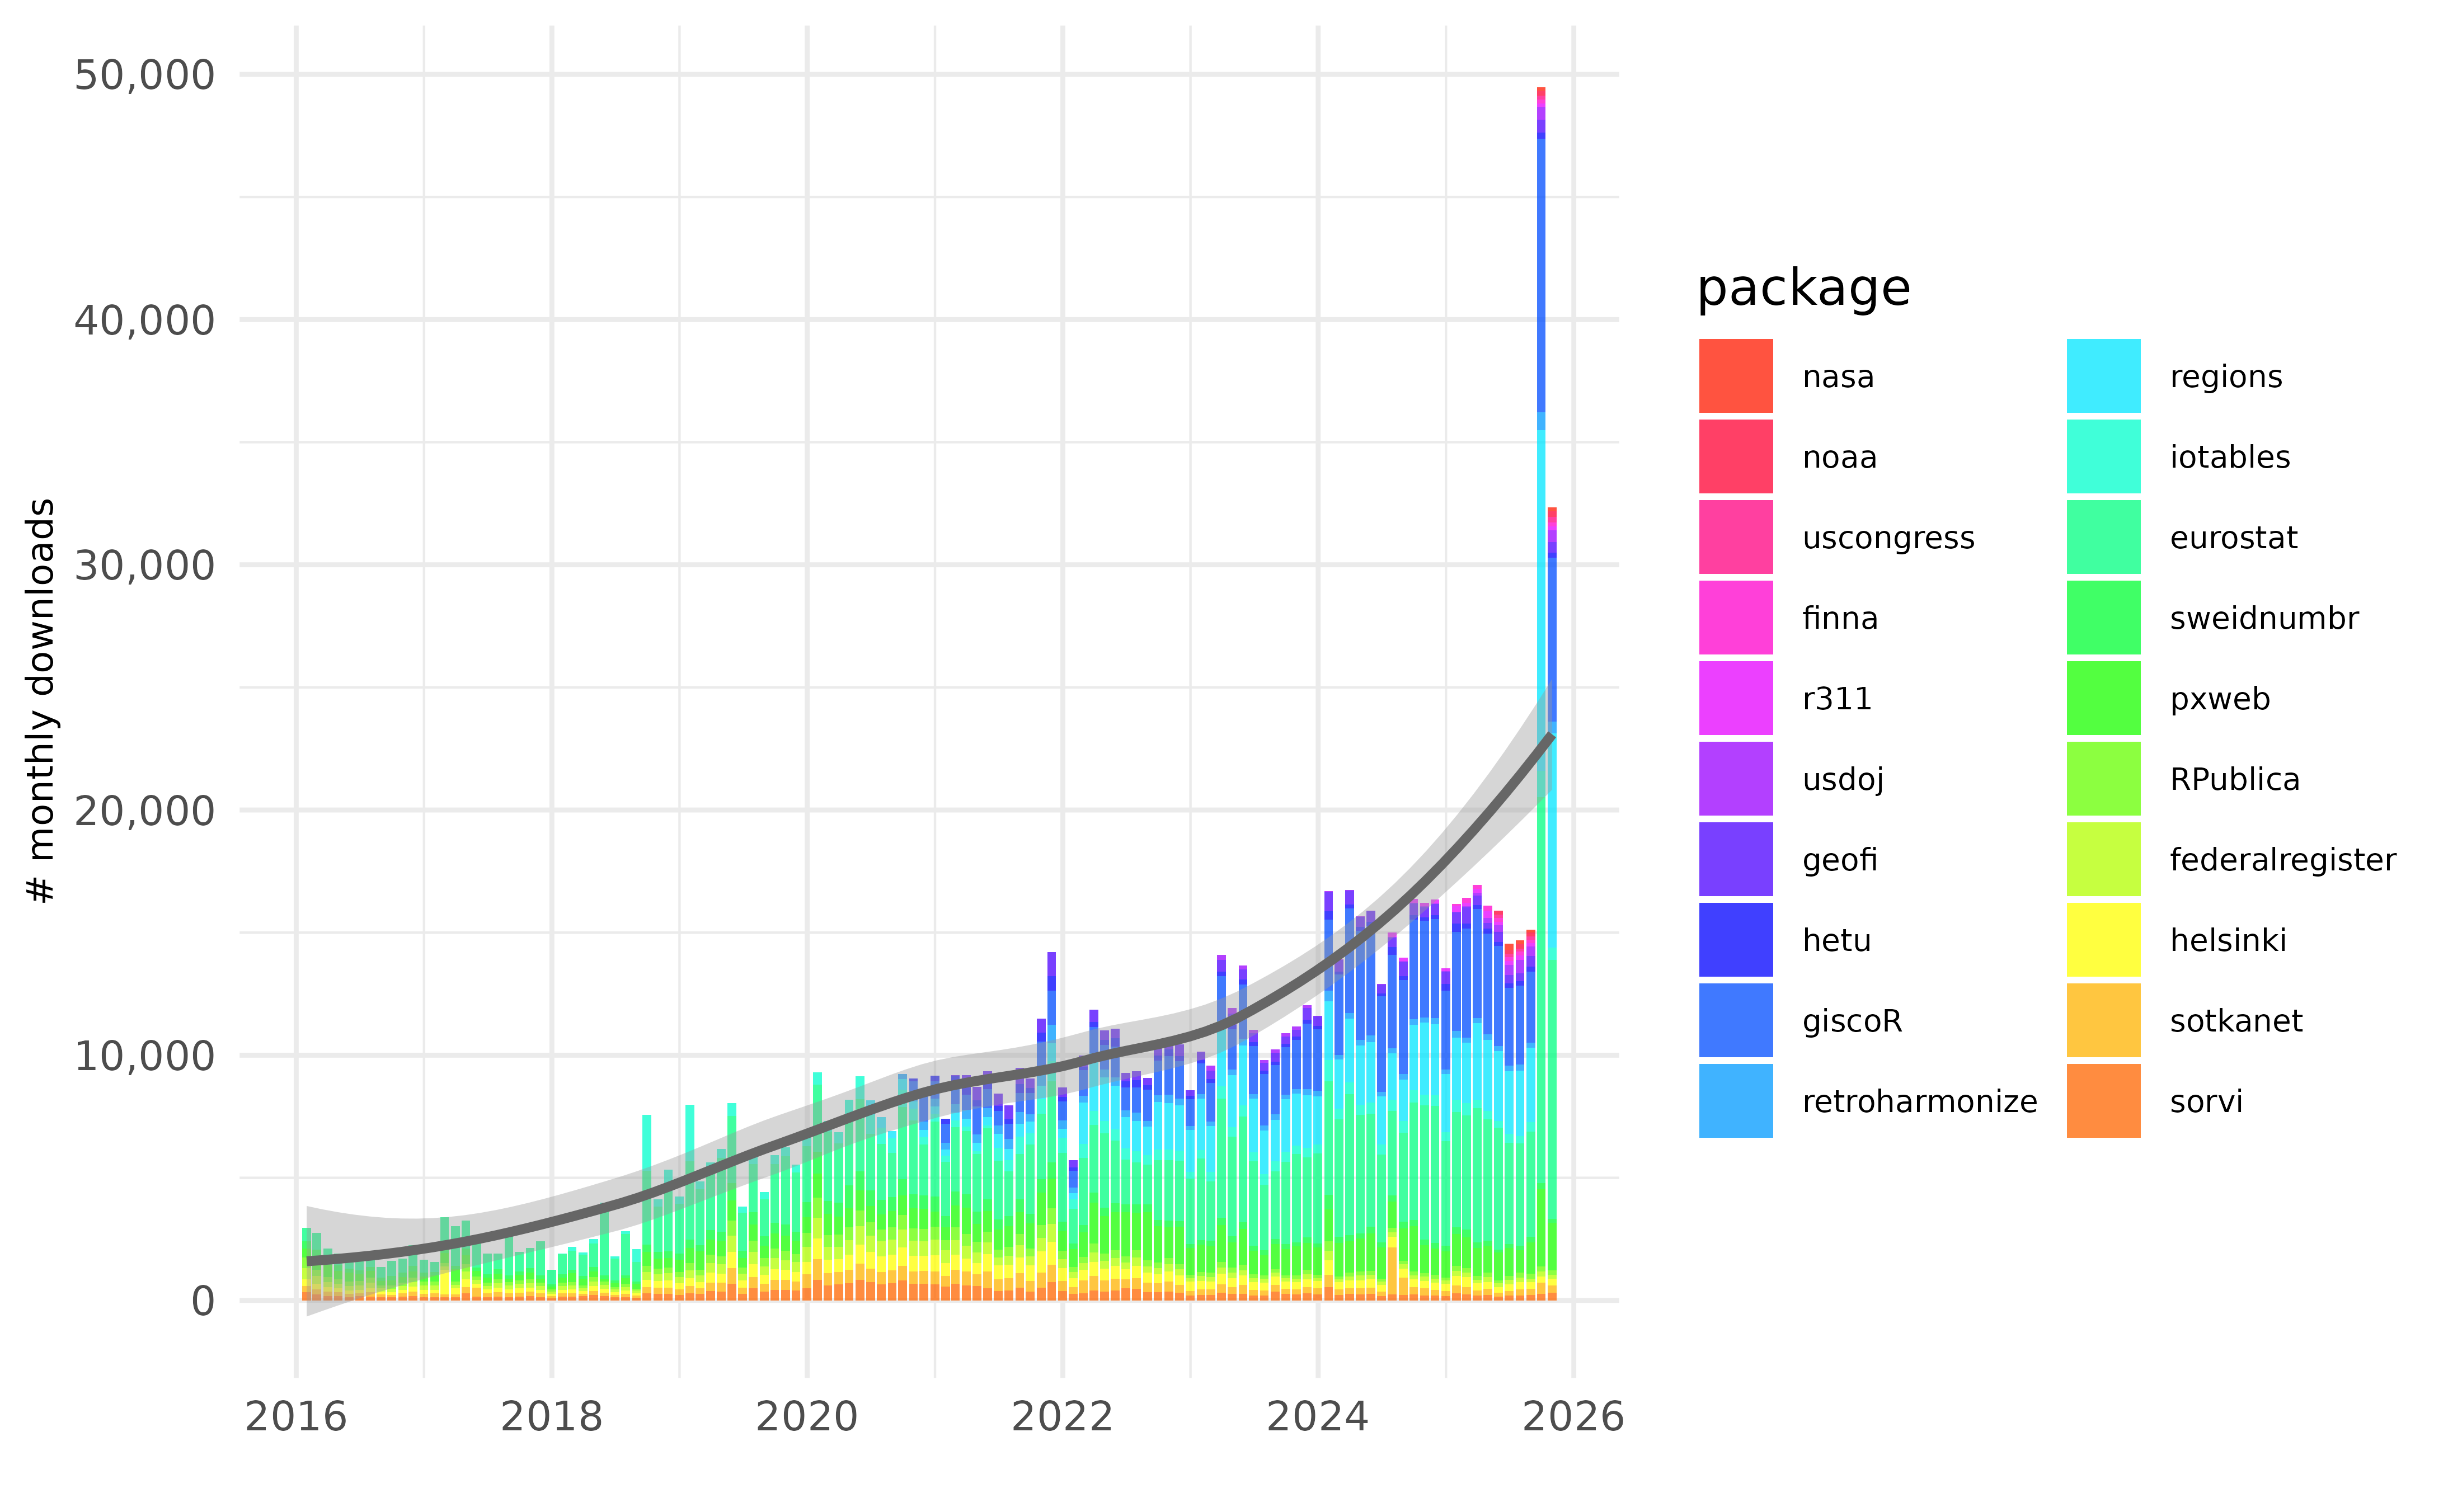 # monthly downloads
50,000
40,000
30,000
20,000
10,000
0
2016 2018 2020 2022 2024 2026
package
nasa
noaa
uscongress
finna
r311
usdoj
geofi
hetu
giscoR
retroharmonize
regions
iotables
eurostat
sweidnumbr
pxweb
RPublica
federalregister
helsinki
sotkanet
sorvi